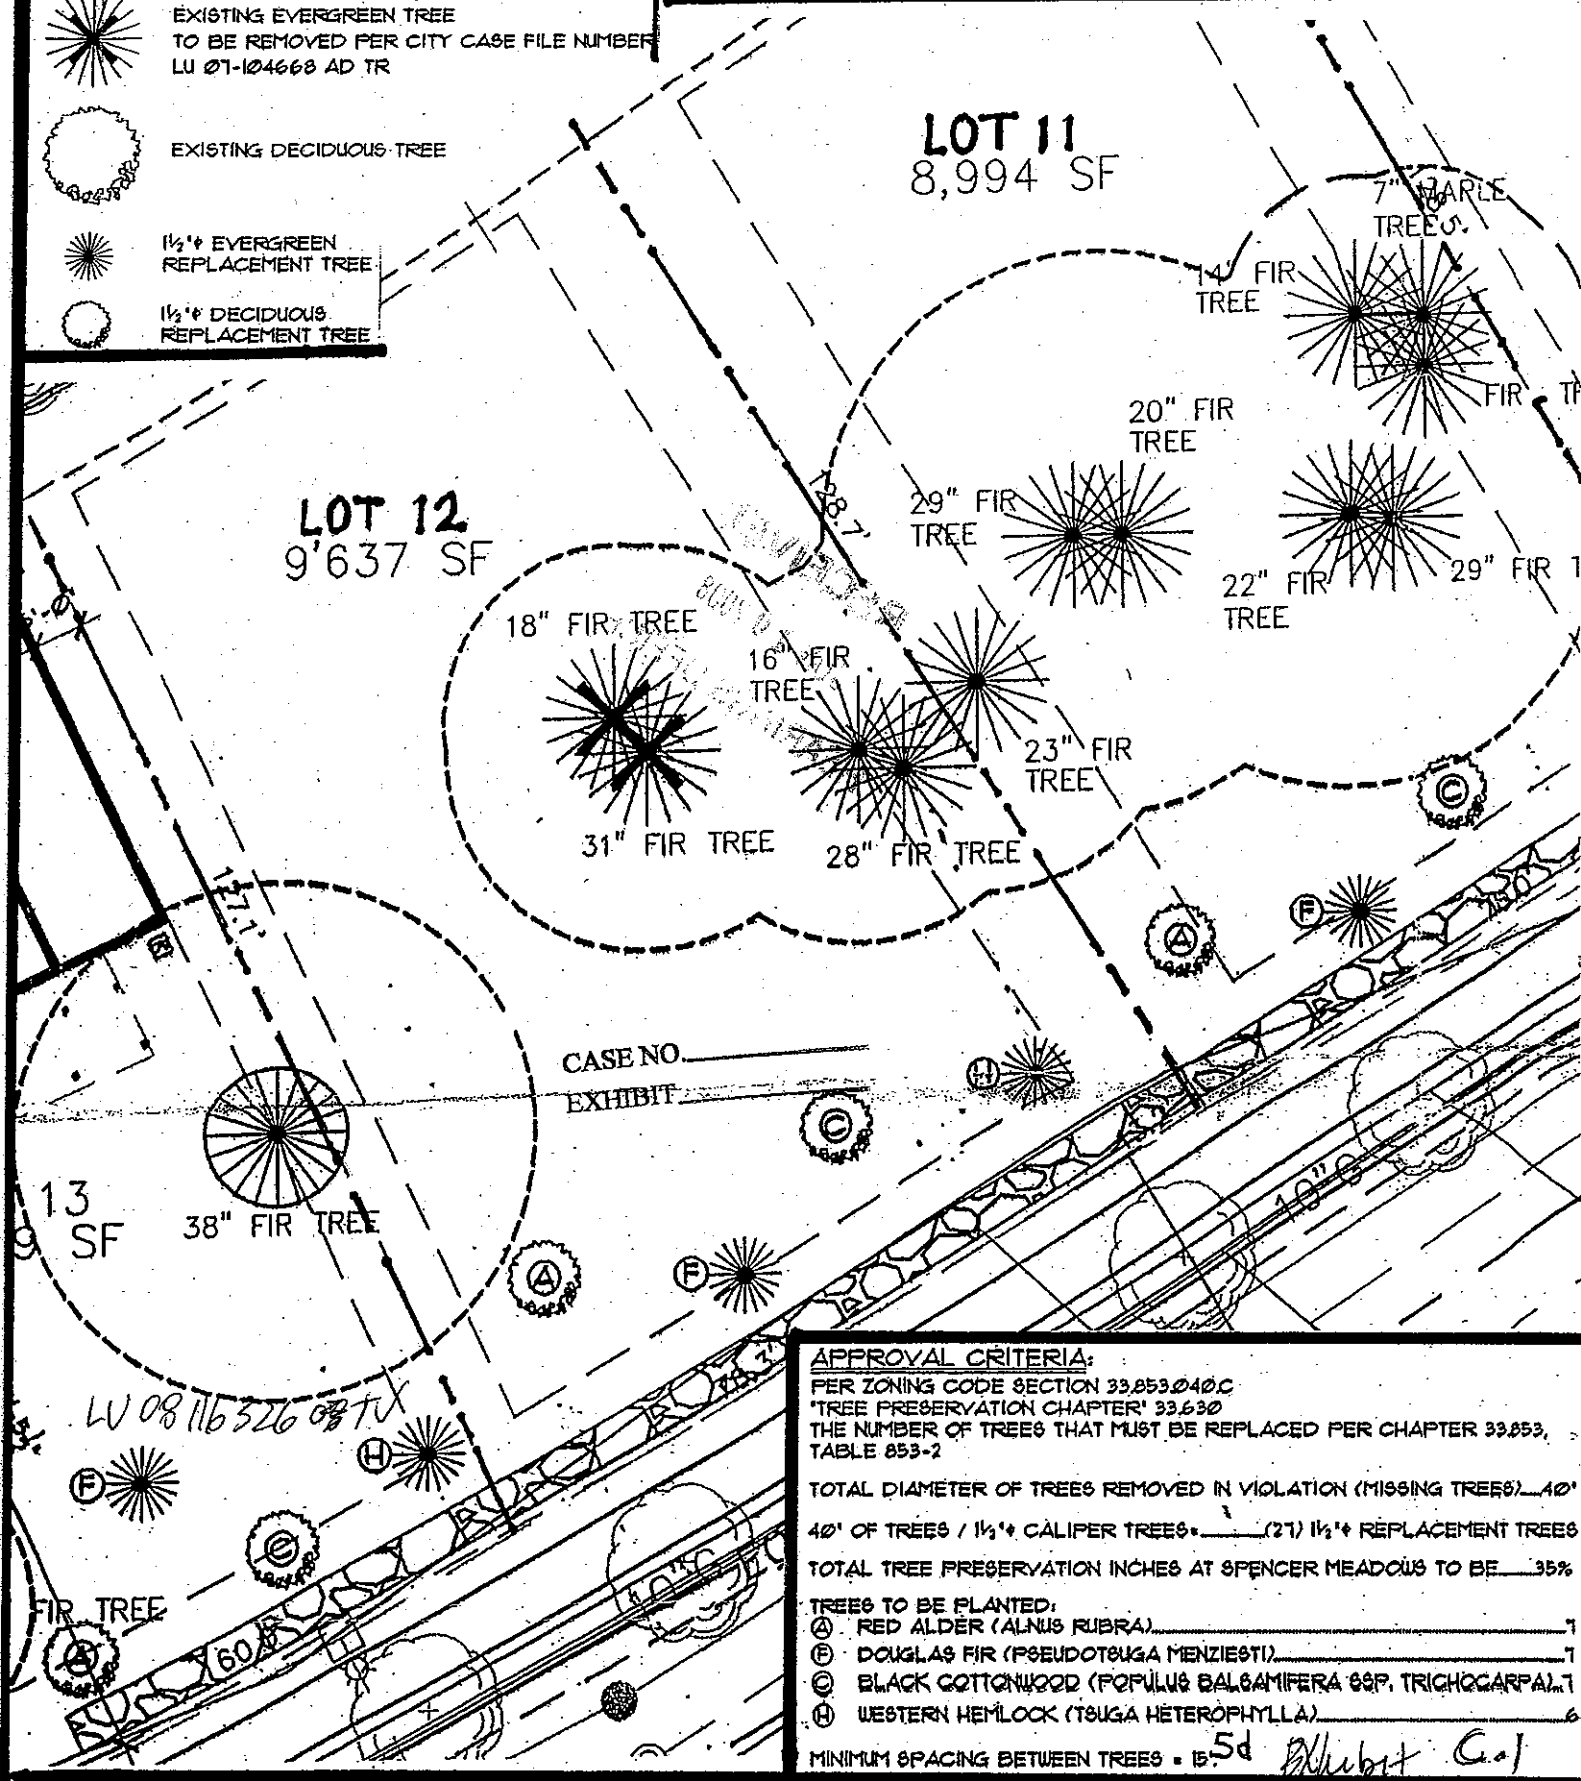 EXISTING EVERGREEN TREE
TO BE REMOVED PER CITY CASE FILE NUMBER
LU 07-104668 AD TR
EXISTING DECIDUOUS TREE
1½"φ EVERGREEN
REPLACEMENT TREE
1½"φ DECIDUOUS
REPLACEMENT TREE
LOT 11
8,994 SF
7" MAPLE
TREE
14" FIR
TREE
FIR
20" FIR
TREE
29" FIR
TREE
22" FIR
TREE
29" FIR
LOT 12
9'637 SF
128.7'
18" FIR TREE
16" FIR
TREE
23" FIR
TREE
31" FIR TREE
28" FIR TREE
127.1'
C
A
F
CASE NO.
EXHIBIT
H
C
13
9 SF
38" FIR TREE
A
F
10" C
LU 08 116326
H
F
C
10" C
FIR TREE
A
60.
APPROVAL CRITERIA:
PER ZONING CODE SECTION 33.853.040.C
"TREE PRESERVATION CHAPTER" 33.630
THE NUMBER OF TREES THAT MUST BE REPLACED PER CHAPTER 33.853,
TABLE 853-2
TOTAL DIAMETER OF TREES REMOVED IN VIOLATION (MISSING TREES) 40"
40" OF TREES / 1½"φ CALIPER TREES= (27) 1½"φ REPLACEMENT TREES
TOTAL TREE PRESERVATION INCHES AT SPENCER MEADOWS TO BE 35%
TREES TO BE PLANTED:
A RED ALDER (ALNUS RUBRA) 7
F DOUGLAS FIR (PSEUDOTSUGA MENZIESTI) 7
C BLACK COTTONWOOD (POPULUS BALSAMIFERA SSP. TRICHOCARPA) 7
H WESTERN HEMLOCK (TSUGA HETEROPHYLLA) 6
MINIMUM SPACING BETWEEN TREES = 15'
5d Exhibit C.1